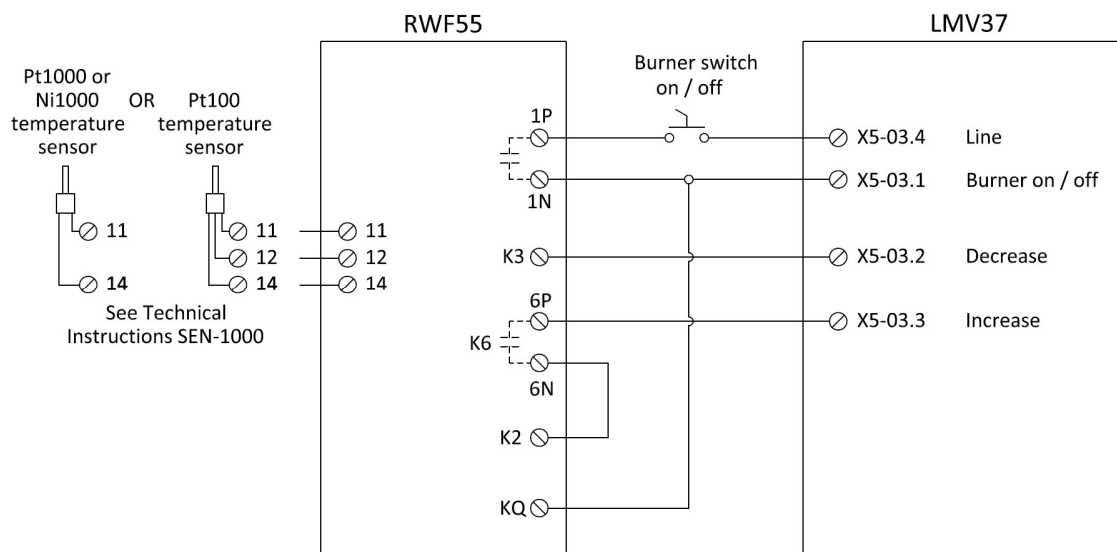 RWF55
LMV37
Pt1000 or
Ni1000
temperature
sensor
OR
Pt100
temperature
sensor
11
14
11
12
14
11
12
14
See Technical
Instructions SEN-1000
Burner switch
on / off
1P
1N
K3
6P
K6
6N
K2
KQ
X5-03.4 Line
X5-03.1 Burner on / off
X5-03.2 Decrease
X5-03.3 Increase